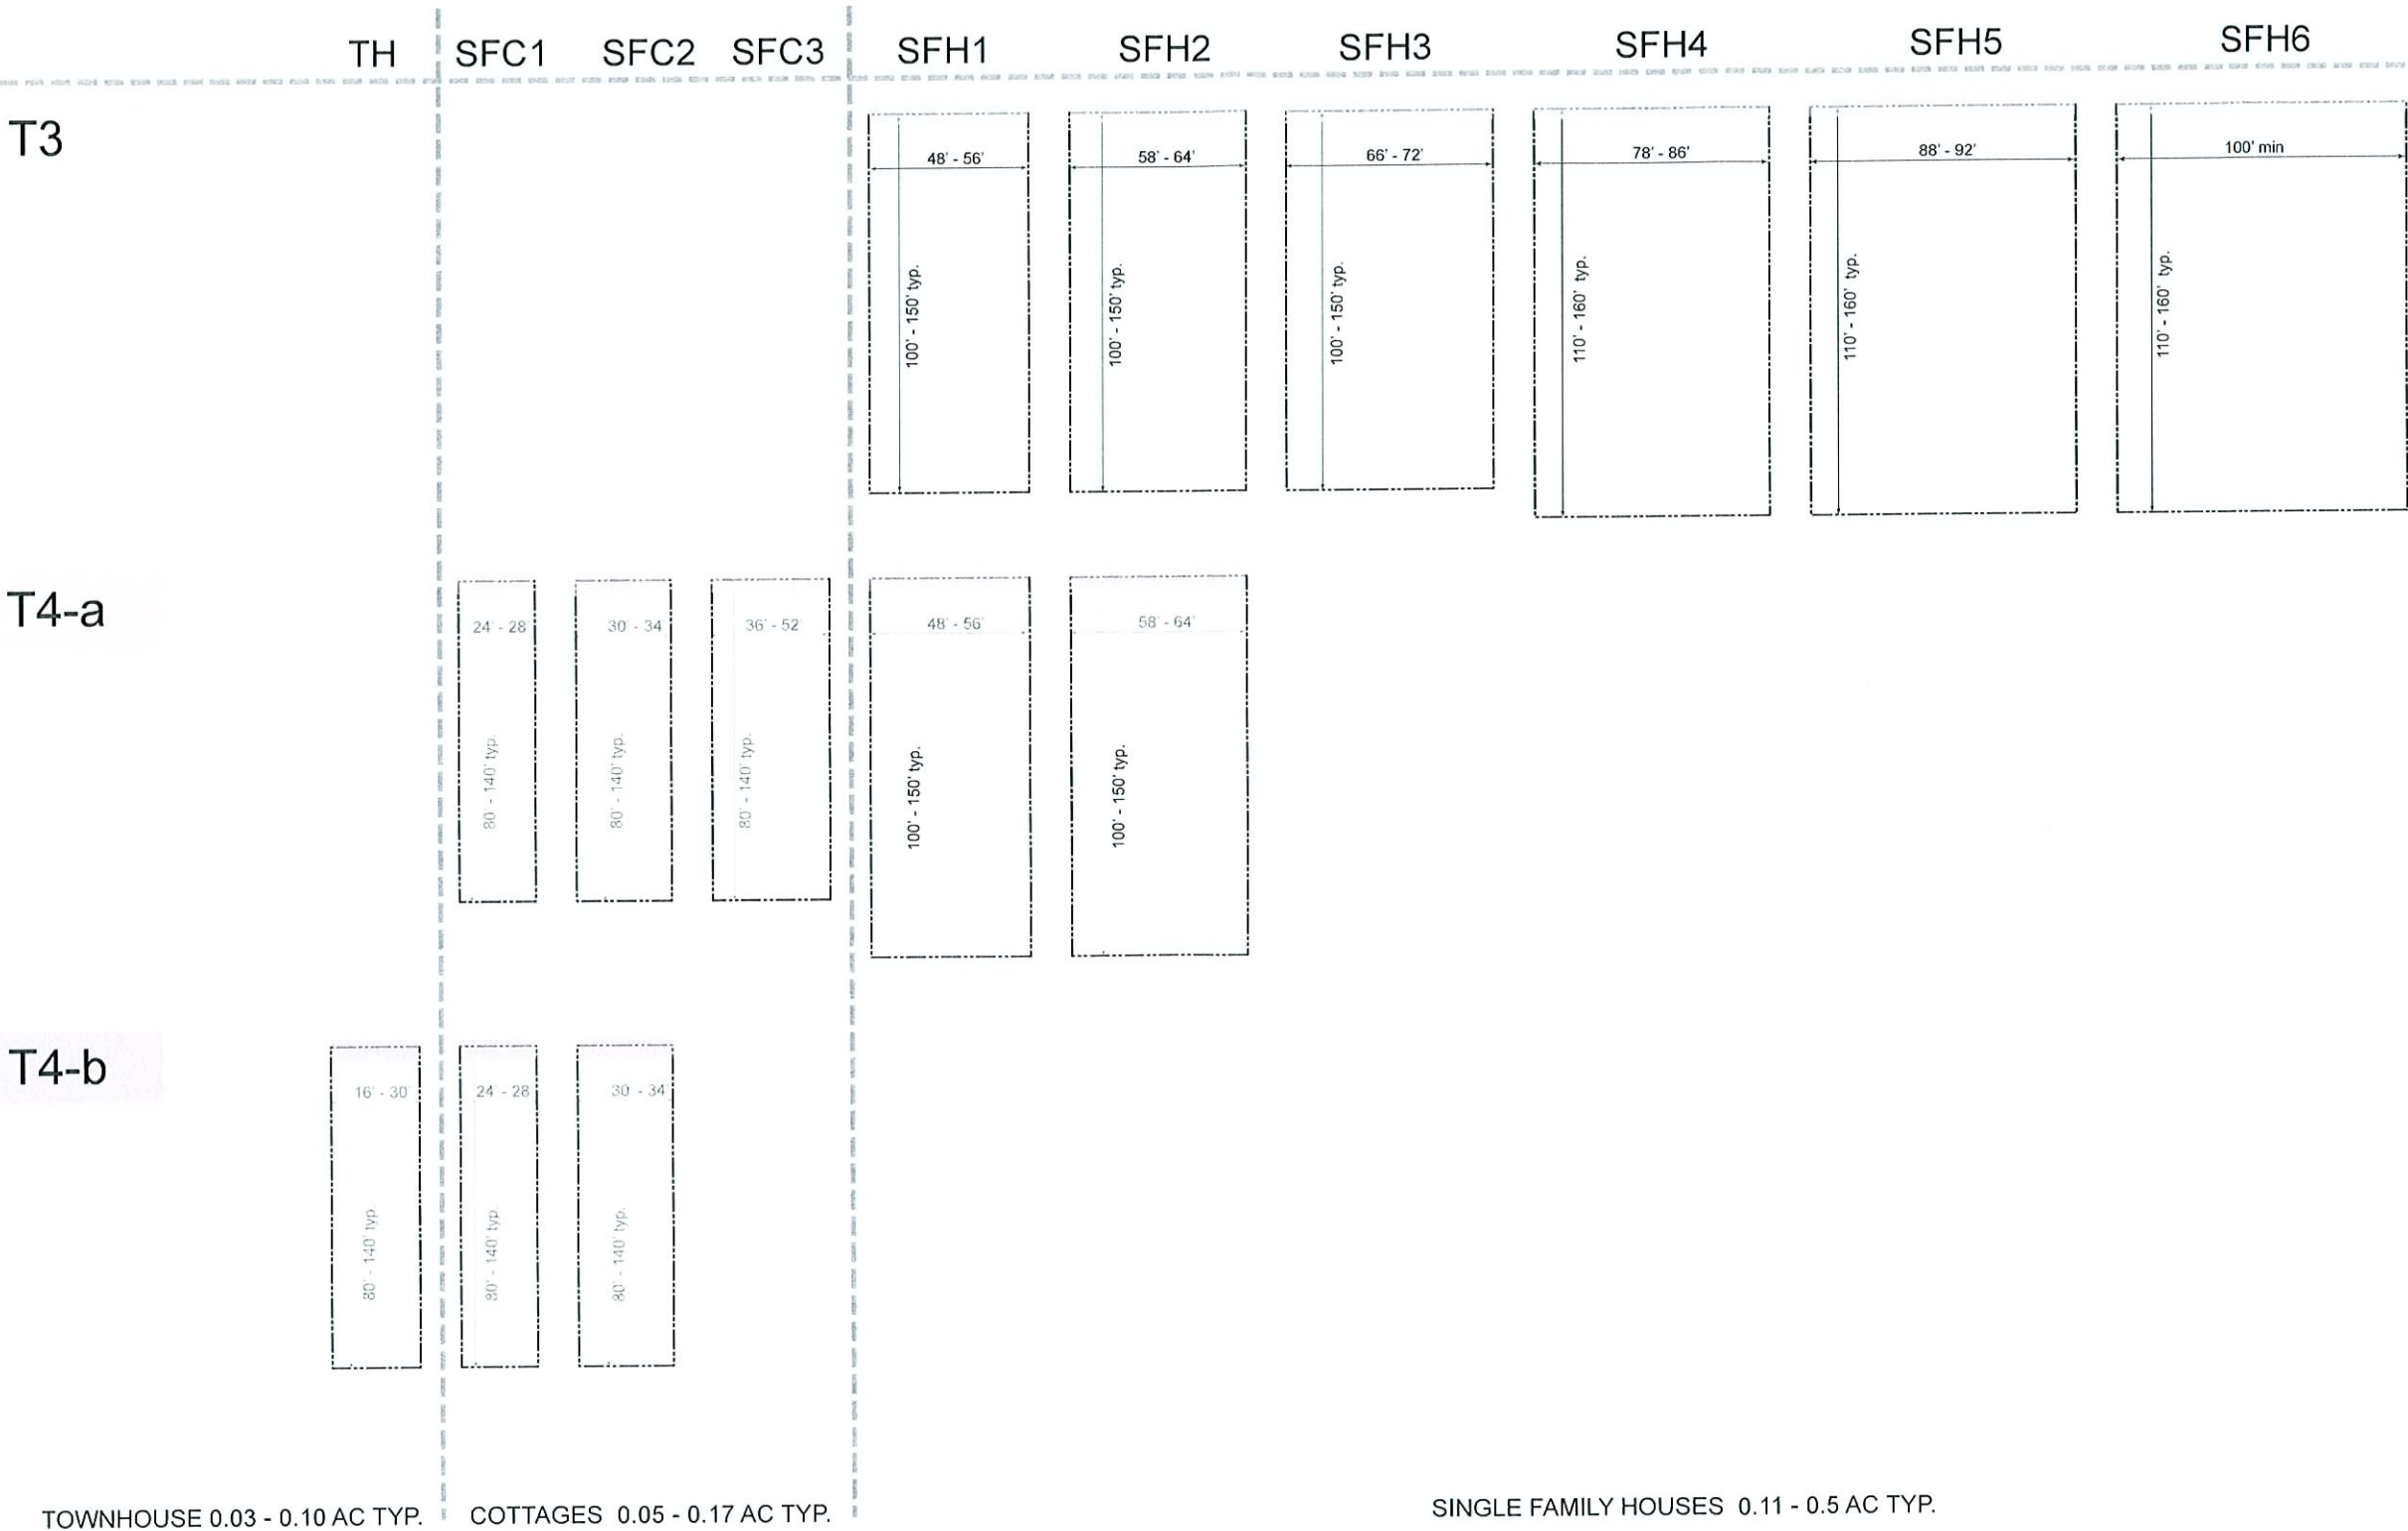 TH SFC1 SFC2 SFC3 SFH1 SFH2 SFH3 SFH4 SFH5 SFH6
T3
48' - 56' 58' - 64' 66' - 72' 78' - 86' 88' - 92' 100' min
100' - 150' typ. 100' - 150' typ. 100' - 150' typ. 110' - 160' typ. 110' - 160' typ. 110' - 160' typ.
T4-a
24' - 28' 30' - 34 36' - 52' 48' - 56' 58' - 64'
80' - 140' typ. 80' - 140' typ. 80' - 140' typ. 100' - 150' typ. 100' - 150' typ.
T4-b
16' - 30' 24' - 28 30 - 34
80' - 140' typ. 80' - 140' typ. 80' - 140' typ.
TOWNHOUSE 0.03 - 0.10 AC TYP. COTTAGES 0.05 - 0.17 AC TYP. SINGLE FAMILY HOUSES 0.11 - 0.5 AC TYP.